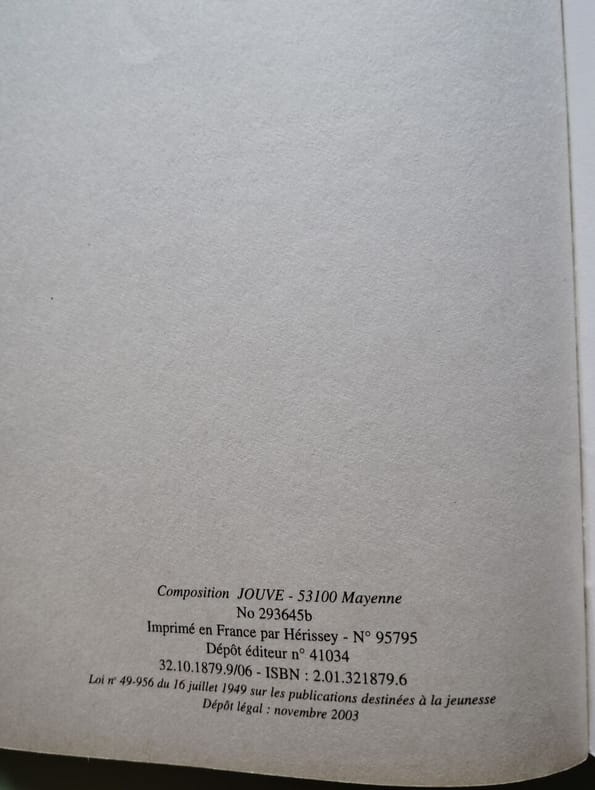 Composition JOUVE - 53100 Mayenne
No 293645b
Imprimé en France par Hérissey - N° 95795
Dépôt éditeur n° 41034
32.10.1879.9/06 - ISBN : 2.01.321879.6
Loi n° 49-956 du 16 juillet 1949 sur les publications destinées à la jeunesse
Dépôt légal : novembre 2003